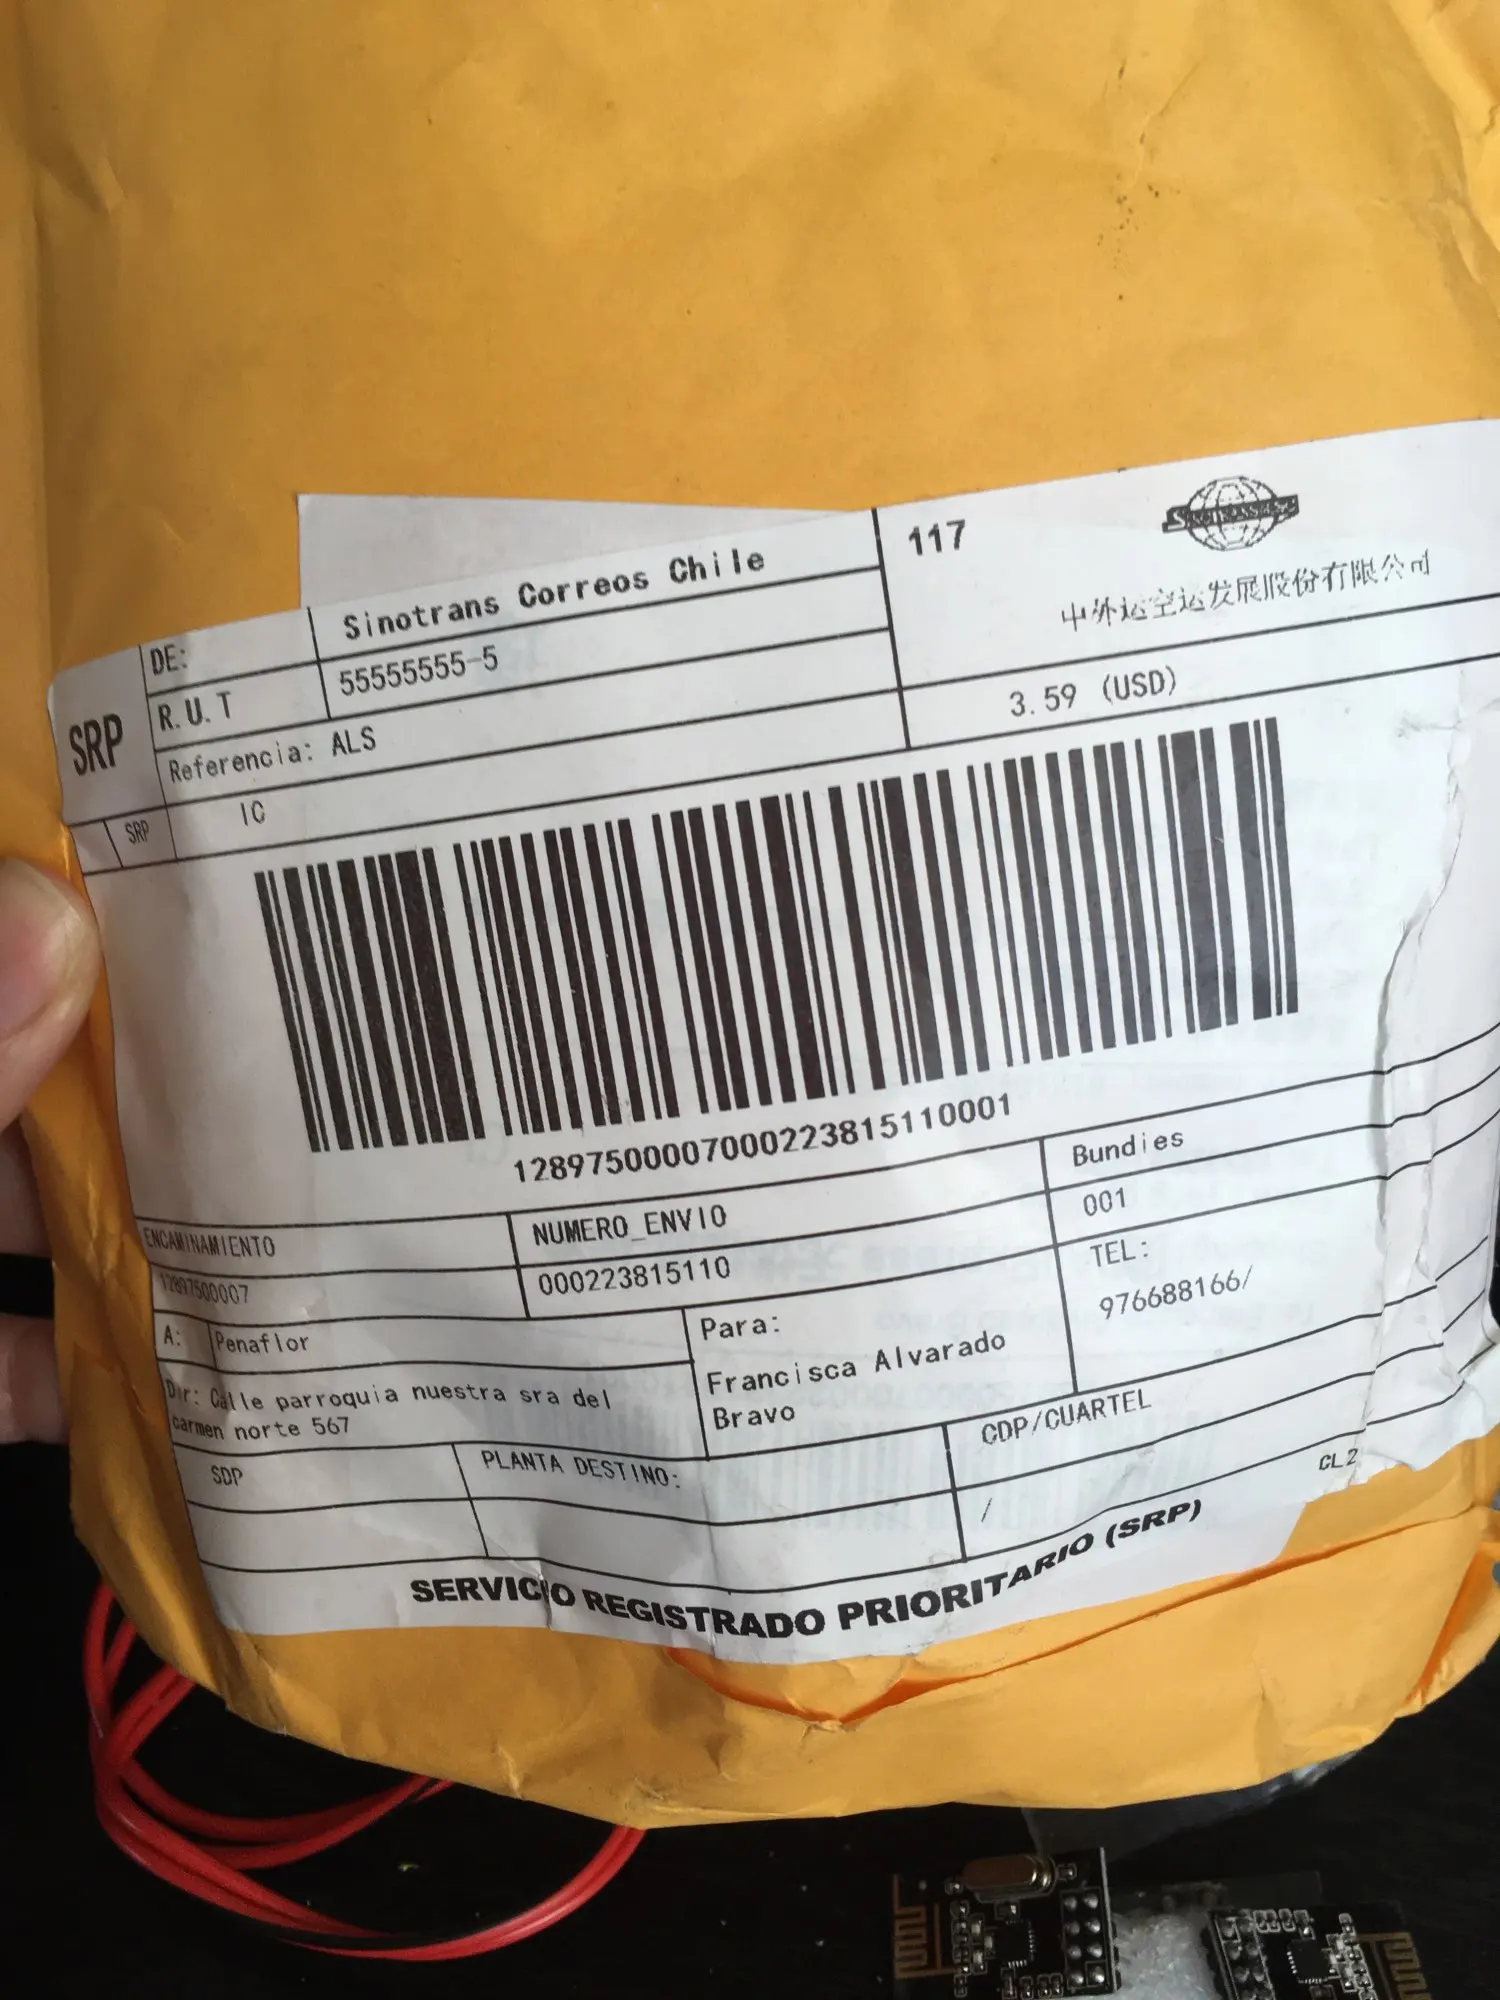 DE: Sinotrans Correos Chile
117
中外运空运发展股份有限公司
R.U.T 55555555-5
SRP
Referencia: ALS
3.59 (USD)
SRP IC
12897500007000223815110001
ENCAMINAMIENTO NUMERO_ENVIO Bundies
12897500007 000223815110 001
A: Penaflor
Para:
Francisca Alvarado
Bravo
TEL:
976688166/
Dir: Calle parroquia nuestra sra del
carmen norte 567
SDP PLANTA DESTINO: CDP/CUARTEL
/
CL2
SERVICIO REGISTRADO PRIORITARIO (SRP)